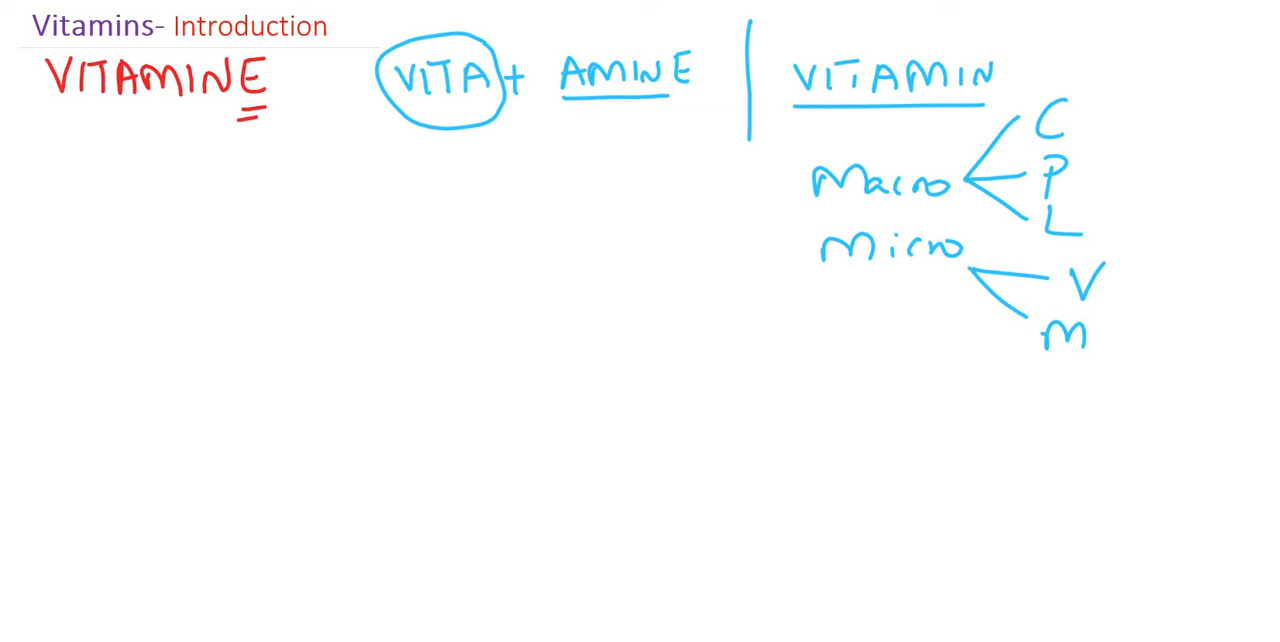 Vitamins- Introduction
VITAMINE VITA + AMINE | VITAMIN
C
Macro P
L
Micro
V
M